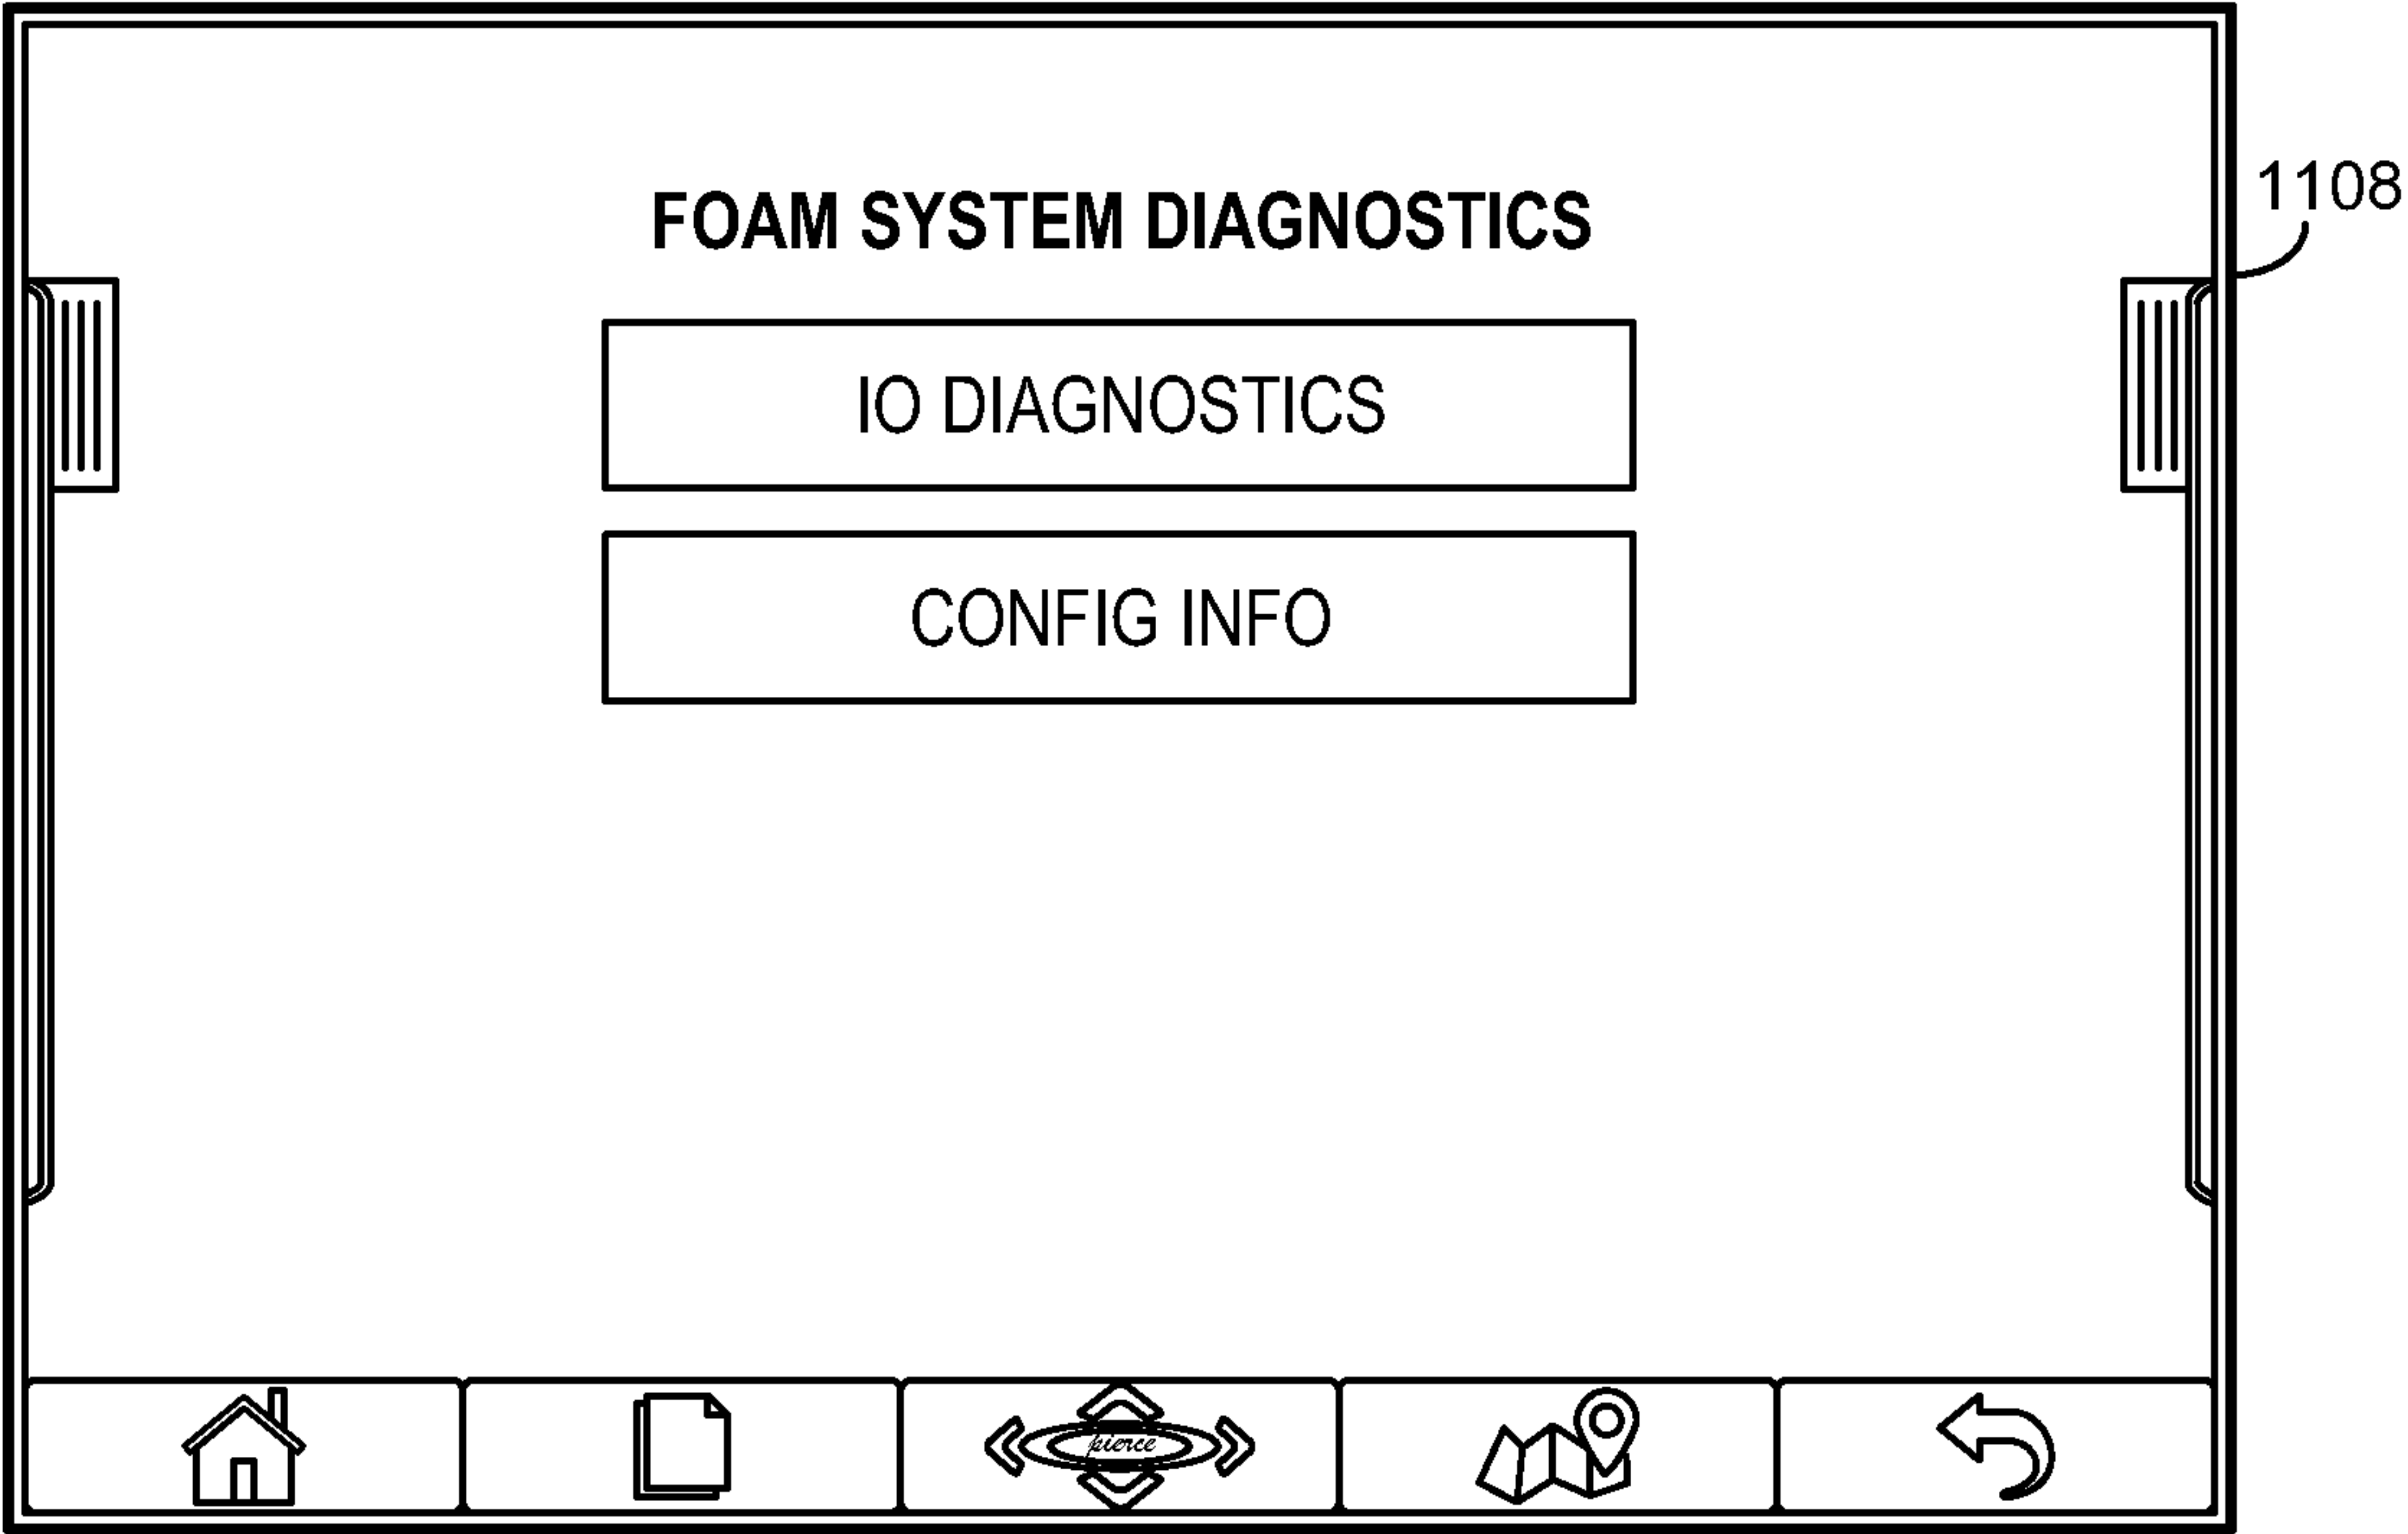 FOAM SYSTEM DIAGNOSTICS
1108
IO DIAGNOSTICS
CONFIG INFO
pierce